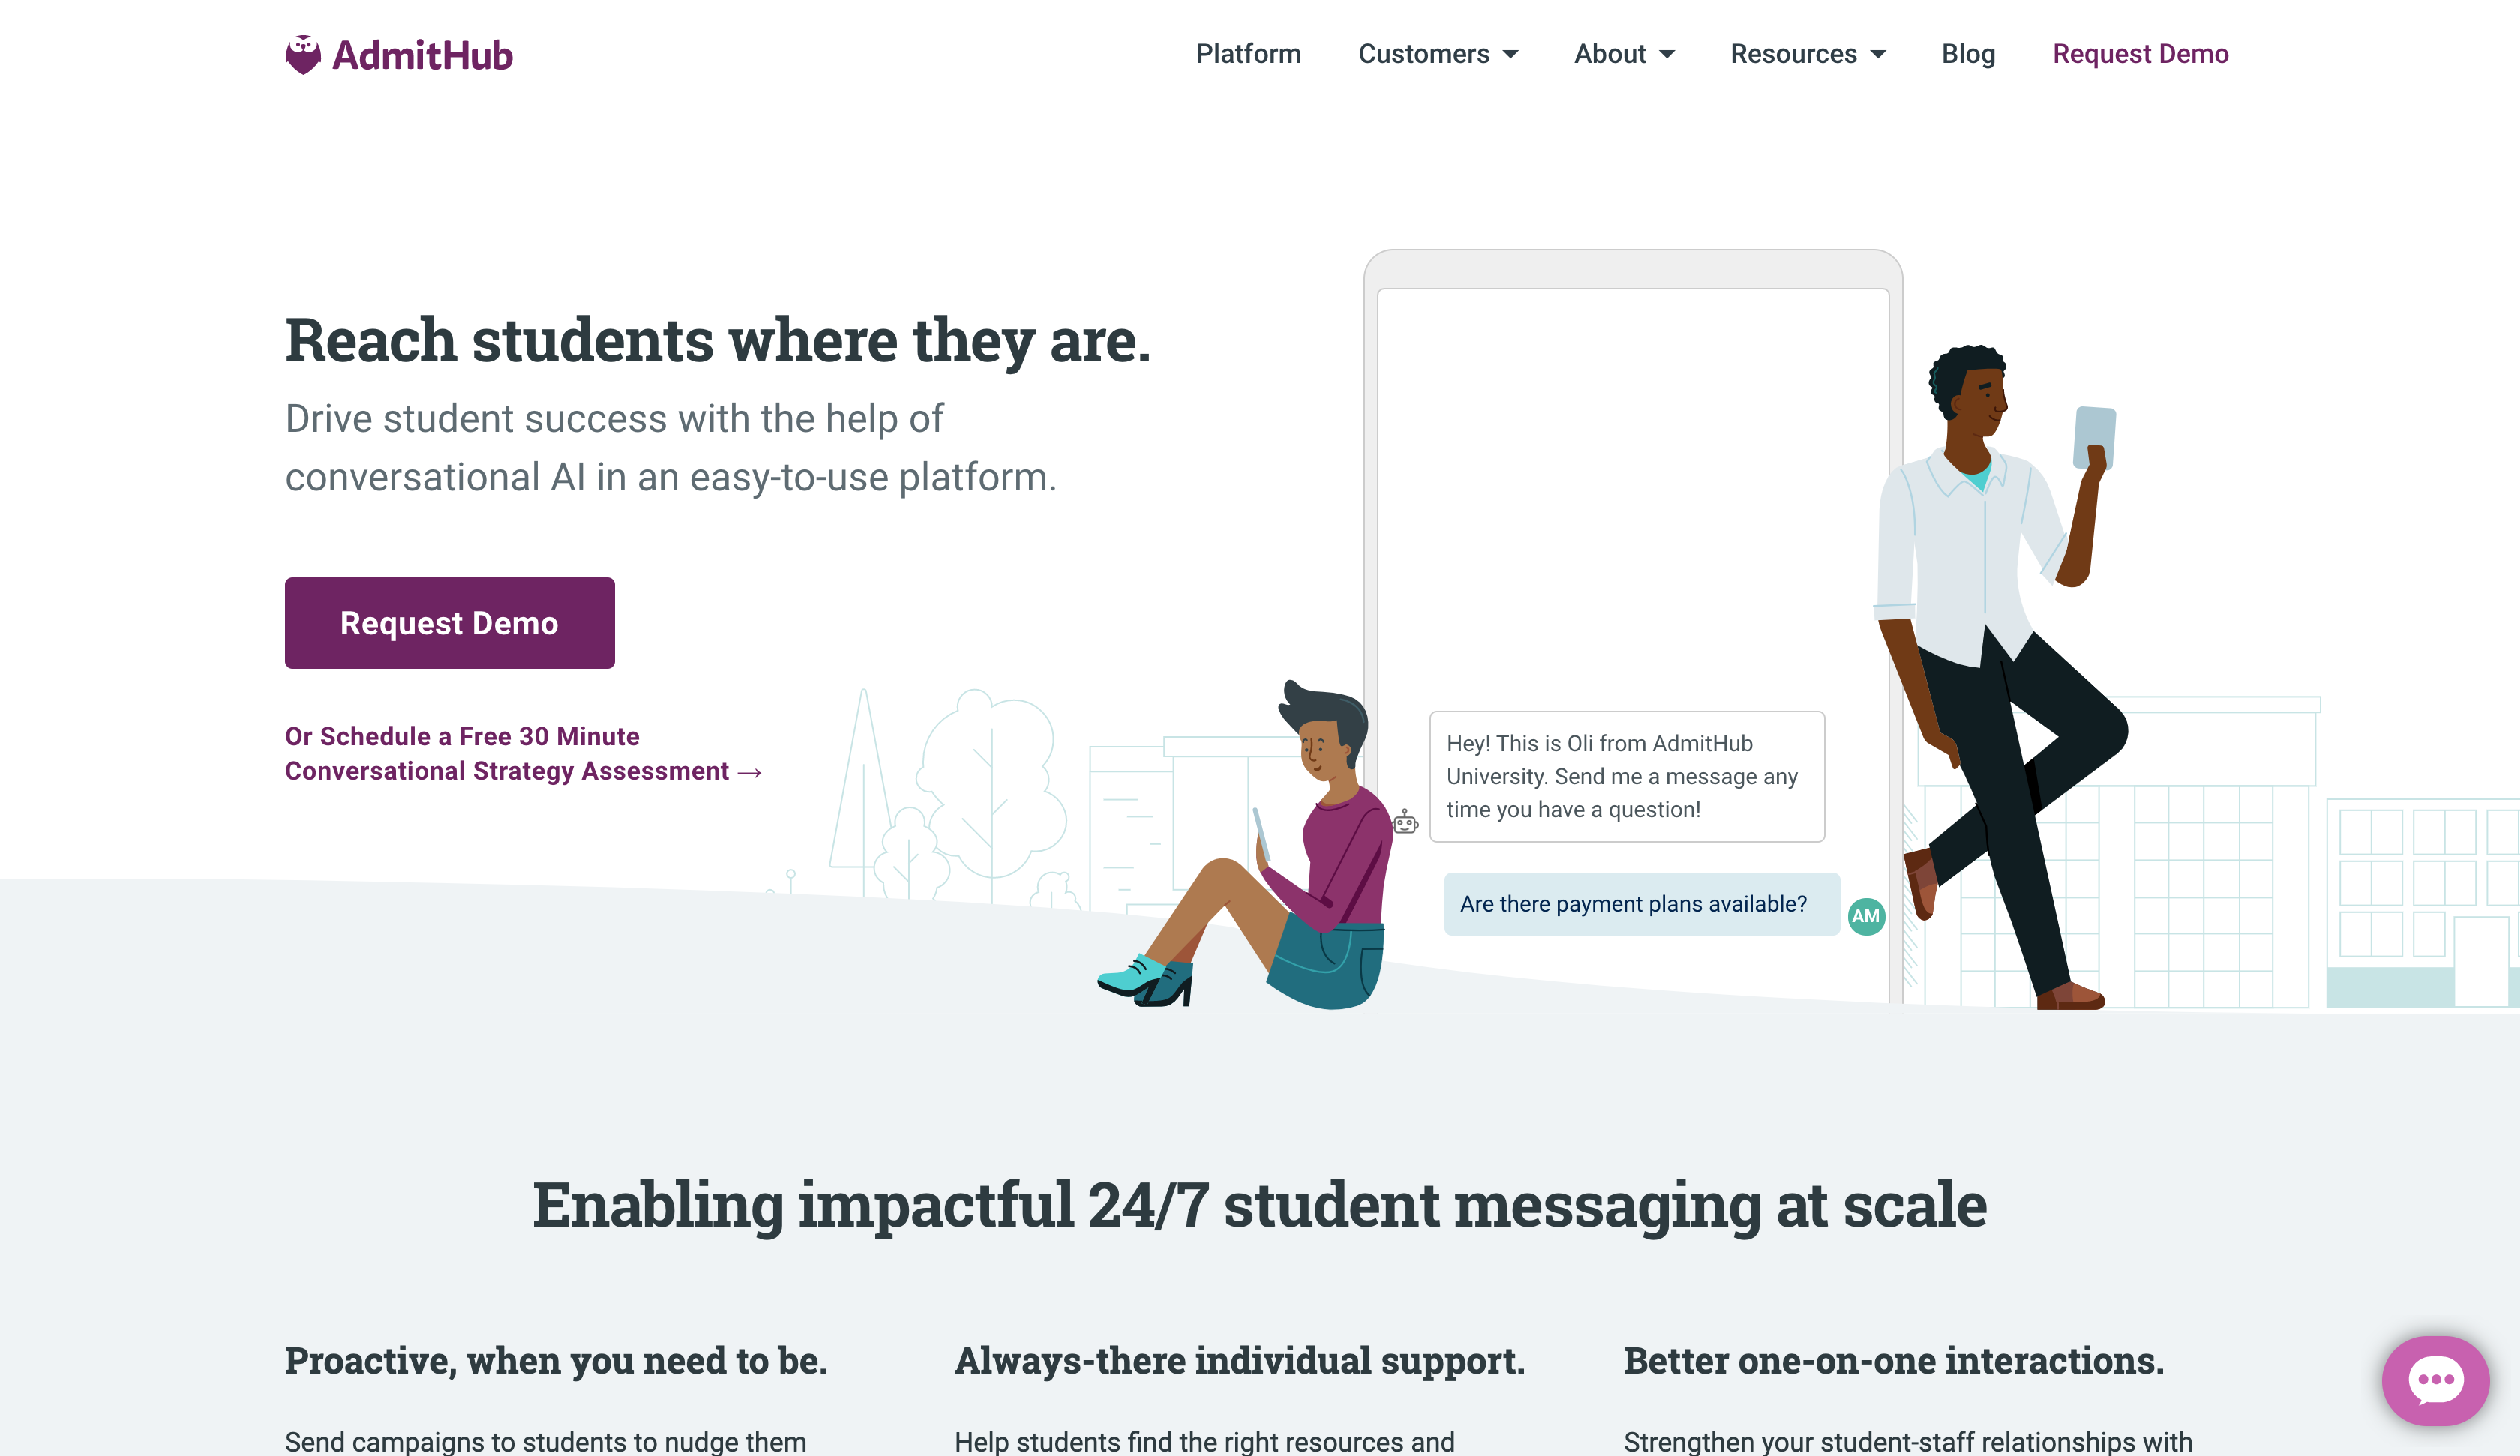 AdmitHub
Platform
Customers
About
Resources
Blog
Request Demo
Reach students where they are.
Drive student success with the help of
conversational AI in an easy-to-use platform.
Request Demo
Or Schedule a Free 30 Minute
Conversational Strategy Assessment →
Hey! This is Oli from AdmitHub
University. Send me a message any
time you have a question!
Are there payment plans available?
AM
Enabling impactful 24/7 student messaging at scale
Proactive, when you need to be.
Send campaigns to students to nudge them
Always-there individual support.
Help students find the right resources and
Better one-on-one interactions.
Strengthen your student-staff relationships with